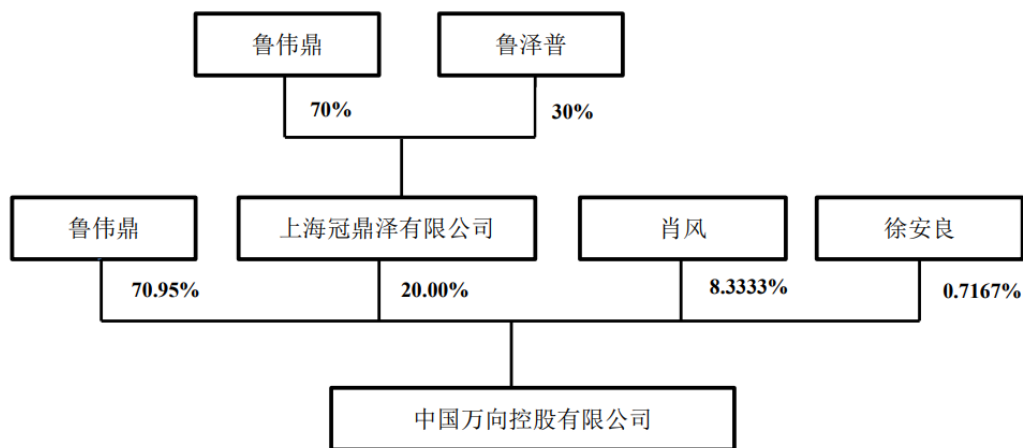 鲁伟鼎
鲁泽普
70%
30%
鲁伟鼎
上海冠鼎泽有限公司
肖风
徐安良
70.95%
20.00%
8.3333%
0.7167%
中国万向控股有限公司